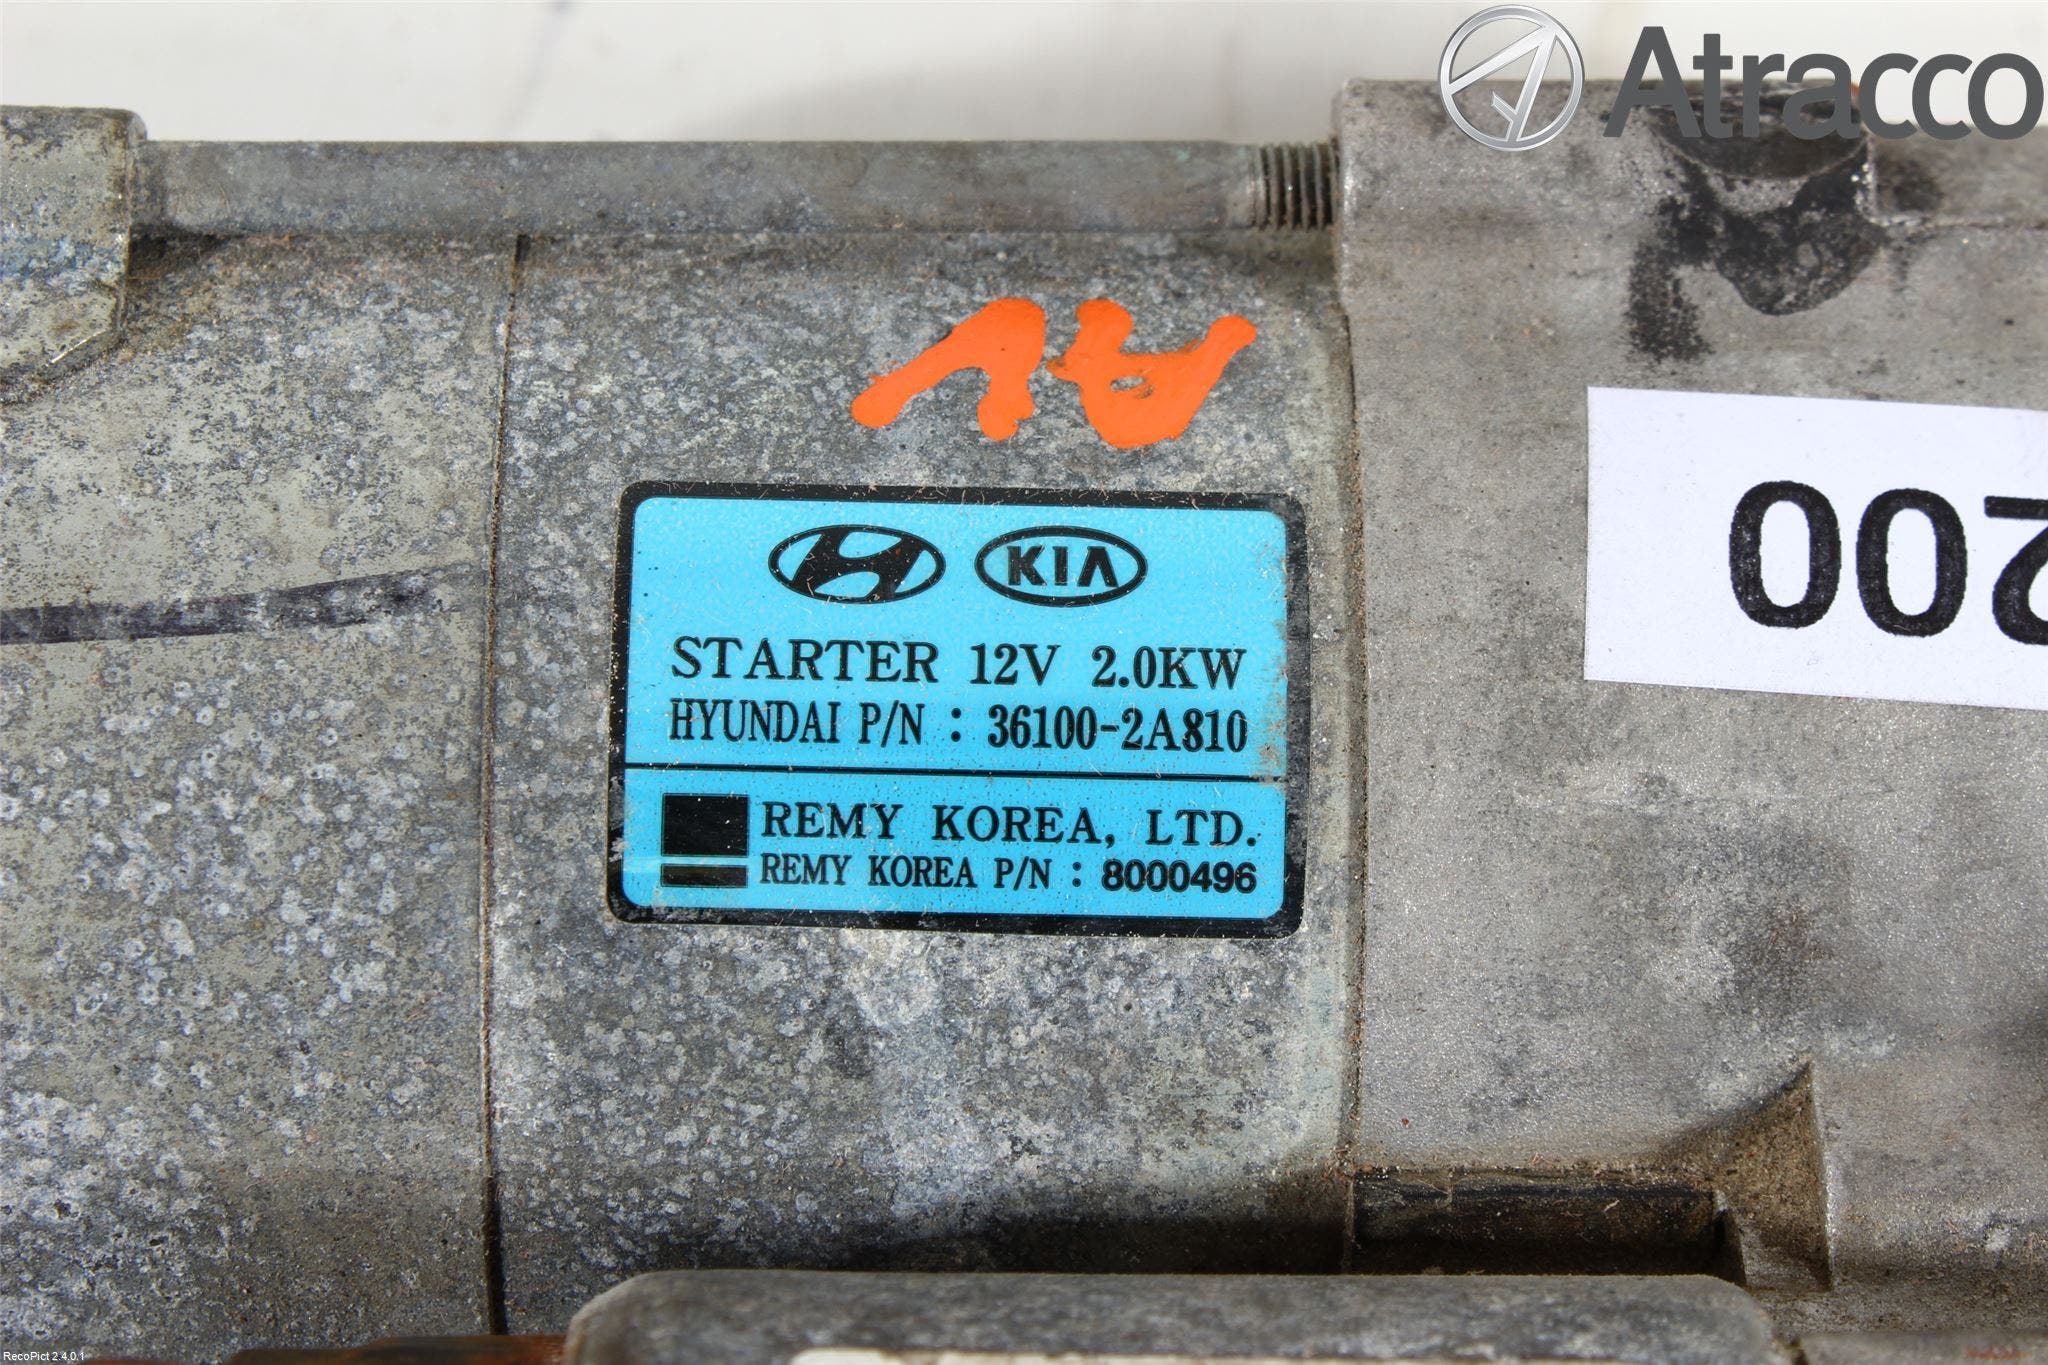 Atracco
KIA
STARTER 12V 2.0KW
HYUNDAI P/N : 36100-2A810
REMY KOREA, LTD.
REMY KOREA P/N : 8000496
200
RecoPict 2.4.0.1